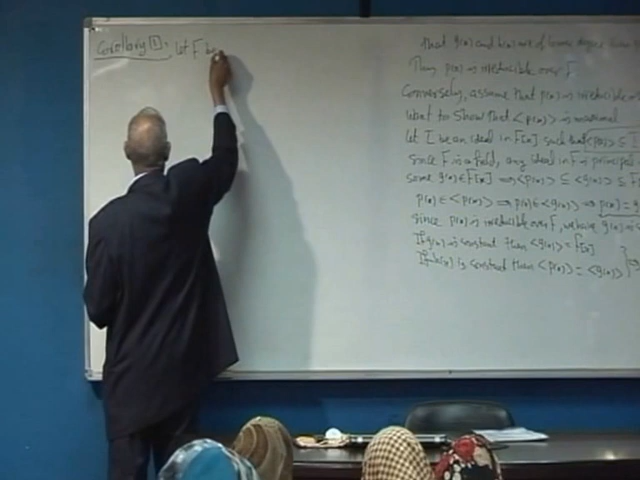 Corollary 1: let F be
that g(x) and h(x) are of lower degree than
Thus p(x) is irreducible over F
Conversely, assume that p(x) is irreducible
Want to show that <p(x)> is maximal
let I be an ideal in F[x] such that <p(x)> ⊆ I
since F is a field, any ideal in F is principal
some g(x) ∈ F[x] ⇒ <p(x)> ⊆ <g(x)> ⊆ F
p(x) ∈ <p(x)> ⇒ p(x) ∈ <g(x)> ⇒ p(x) = g
since p(x) is irreducible over F, we have g(x) is
If g(x) is constant then <g(x)> = F[x]
If h(x) is constant then <p(x)> = <g(x)>